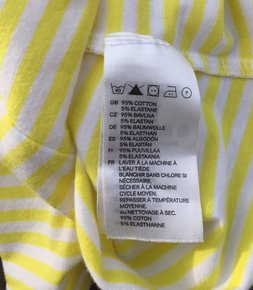 GB 95% COTTON
5% ELASTANE
CZ 95% BAVLNA
5% ELASTAN
DE 95% BAUMWOLLE
5% ELASTHAN
ES 95% ALGODÓN
5% ELASTÁN
FI 95% PUUVILLAA
5% ELASTAANIA
FR LAVER À LA MACHINE À
L'EAU TIÈDE.
BLANCHIR SANS CHLORE SI
NÉCESSAIRE.
SÉCHER À LA MACHINE
CYCLE MOYEN.
REPASSER À TEMPÉRATURE
MOYENNE.
ou NETTOYAGE À SEC.
95% COTON
5% ELASTHANNE